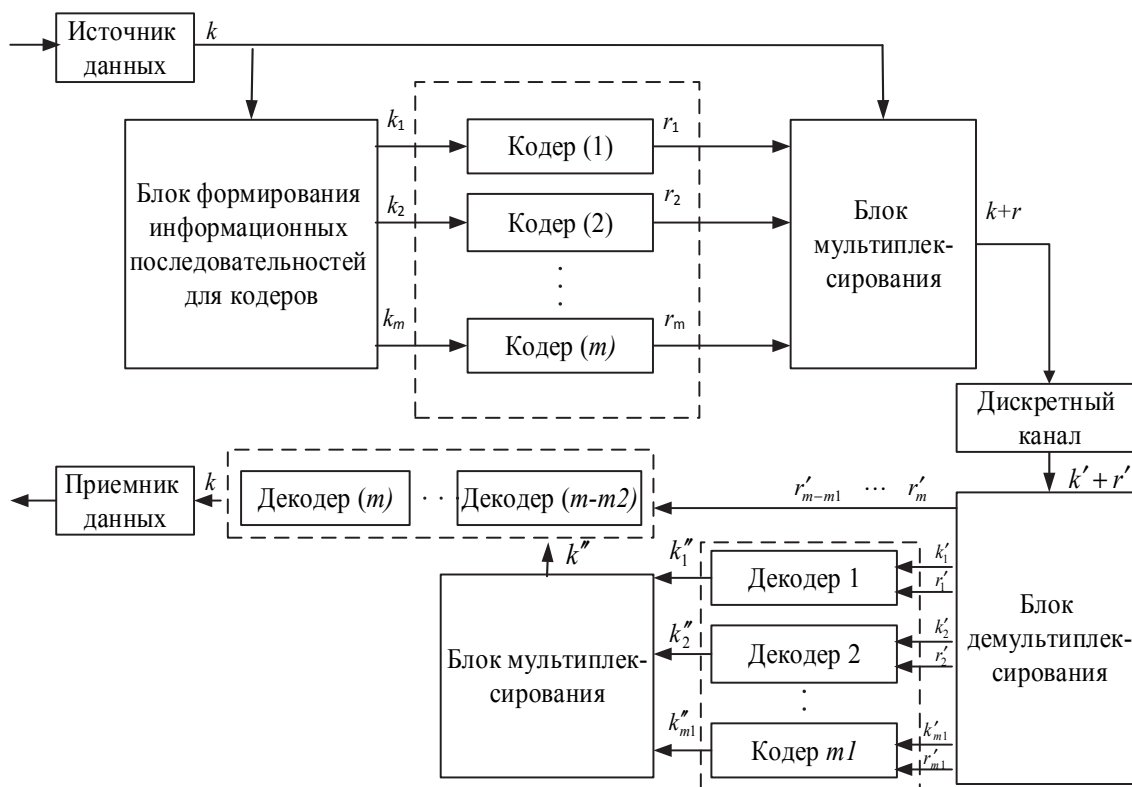 Источник данных
k
Блок формирования информационных последовательностей для кодеров
k₁
Кодер (1)
r₁
k₂
Кодер (2)
r₂
. . .
kₘ
Кодер (m)
rₘ
Блок мультиплек-
сирования
k+r
Дискретный канал
k′ + r′
Приемник данных
k
Декодер (m)
. . .
Декодер (m-m2)
r′ₘ₋ₘ₁ ... r′ₘ
k″
Блок мультиплек-
сирования
k″₁
Декодер 1
k′₁
r′₁
k″₂
Декодер 2
k′₂
r′₂
. . .
k″ₘ₁
Кодер m1
k′ₘ₁
r′ₘ₁
Блок
демультиплек-
сирования